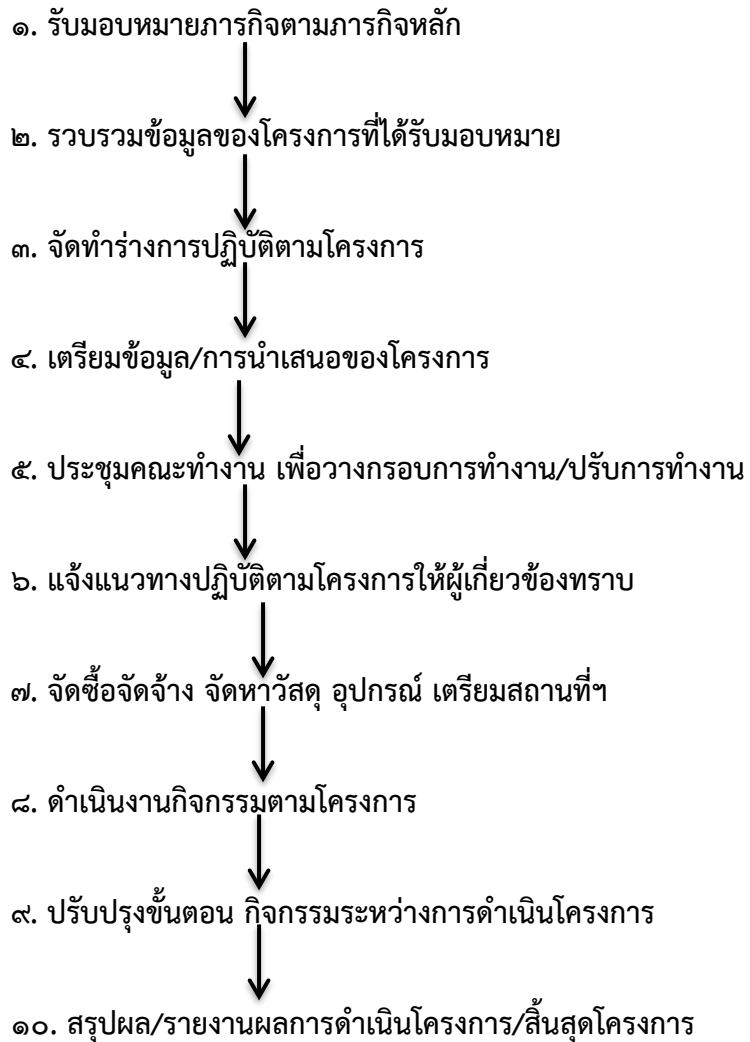 ๑. รับมอบหมายภารกิจตามภารกิจหลัก
๒. รวบรวมข้อมูลของโครงการที่ได้รับมอบหมาย
๓. จัดทำร่างการปฏิบัติตามโครงการ
๔. เตรียมข้อมูล/การนำเสนอของโครงการ
๕. ประชุมคณะทำงาน เพื่อวางกรอบการทำงาน/ปรับการทำงาน
๖. แจ้งแนวทางปฏิบัติตามโครงการให้ผู้เกี่ยวข้องทราบ
๗. จัดซื้อจัดจ้าง จัดหาวัสดุ อุปกรณ์ เตรียมสถานที่ฯ
๘. ดำเนินงานกิจกรรมตามโครงการ
๙. ปรับปรุงขั้นตอน กิจกรรมระหว่างการดำเนินโครงการ
๑๐. สรุปผล/รายงานผลการดำเนินโครงการ/สิ้นสุดโครงการ